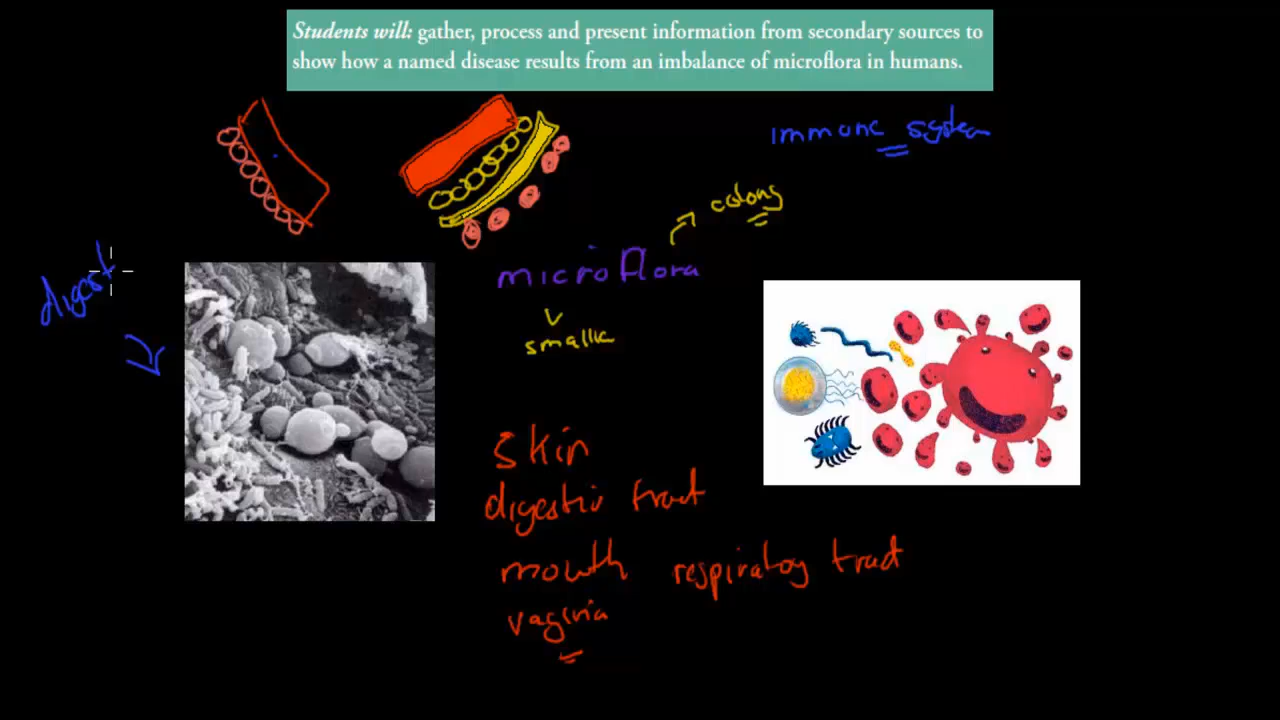 Students will: gather, process and present information from secondary sources to
show how a named disease results from an imbalance of microflora in humans.
immune system
colony
digest
microflora
smaller
skin
digestive tract
mouth respiratory tract
vagina